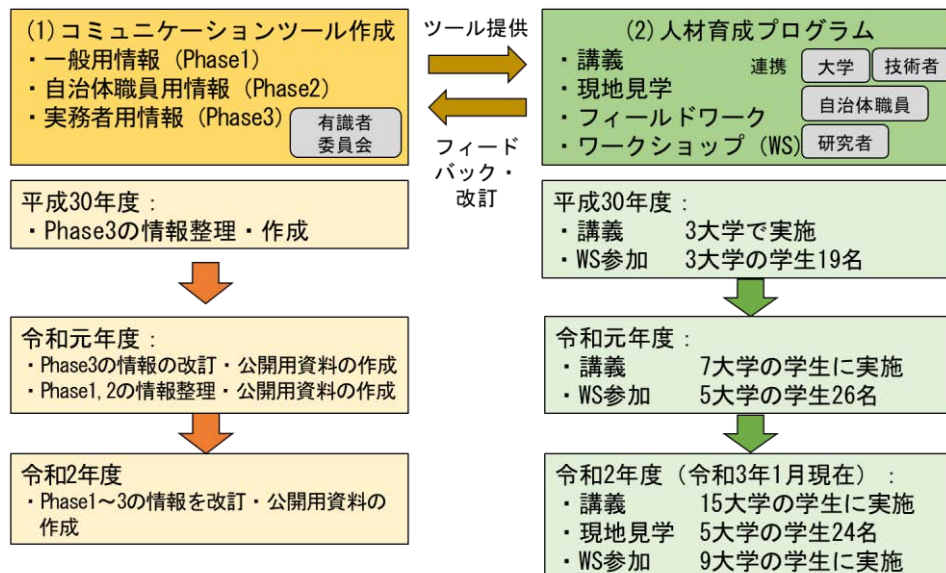 (1) コミュニケーションツール作成
・一般用情報 (Phase1)
・自治体職員用情報 (Phase2)
・実務者用情報 (Phase3)
有識者
委員会
ツール提供
フィード
バック・
改訂
(2) 人材育成プログラム
・講義
・現地見学
・フィールドワーク
・ワークショップ (WS)
連携
大学
技術者
自治体職員
研究者
平成30年度：
・Phase3の情報整理・作成
令和元年度：
・Phase3の情報の改訂・公開用資料の作成
・Phase1,2の情報整理・公開用資料の作成
令和2年度
・Phase1～3の情報を改訂・公開用資料の
作成
平成30年度：
・講義 3大学で実施
・WS参加 3大学の学生19名
令和元年度：
・講義 7大学の学生に実施
・WS参加 5大学の学生26名
令和2年度（令和3年1月現在）：
・講義 15大学の学生に実施
・現地見学 5大学の学生24名
・WS参加 9大学の学生に実施